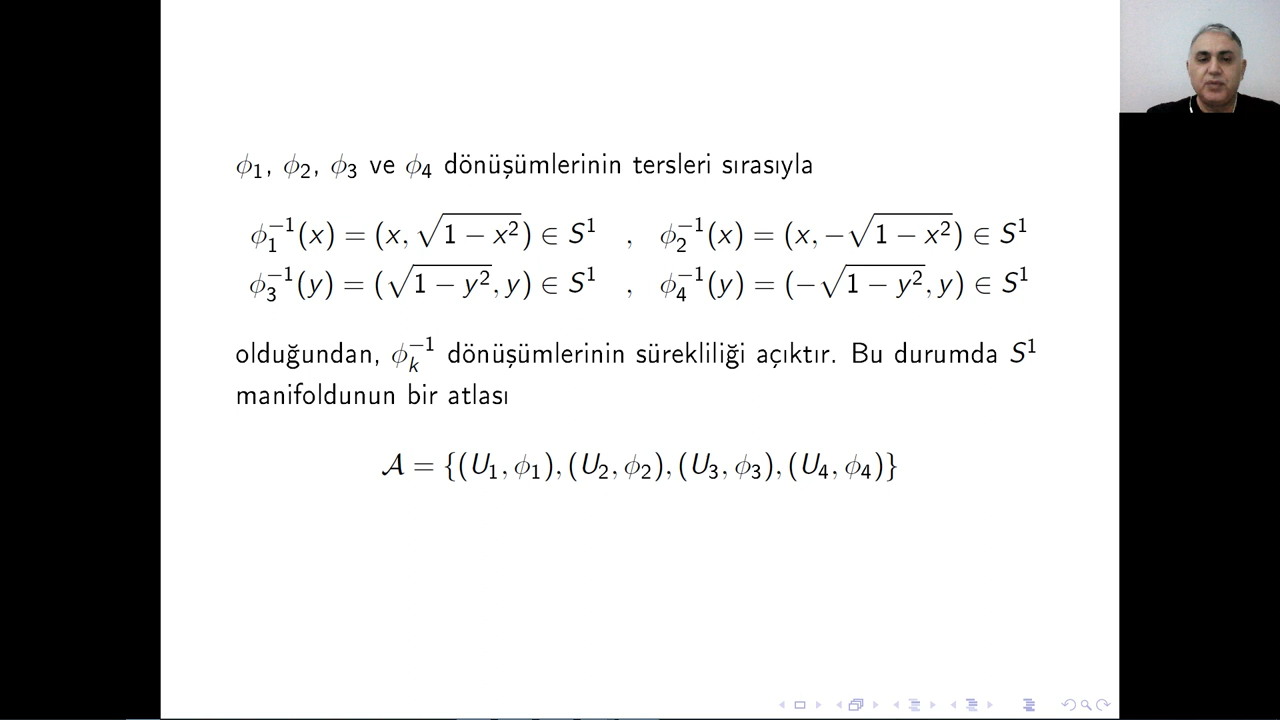 ϕ₁, ϕ₂, ϕ₃ ve ϕ₄ dönüşümlerinin tersleri sırasıyla
ϕ₁⁻¹(x) = (x, √(1 − x²)) ∈ S¹ , ϕ₂⁻¹(x) = (x, −√(1 − x²)) ∈ S¹
ϕ₃⁻¹(y) = (√(1 − y²), y) ∈ S¹ , ϕ₄⁻¹(y) = (−√(1 − y²), y) ∈ S¹
olduğundan, ϕₖ⁻¹ dönüşümlerinin sürekliliği açıktır. Bu durumda S¹
manifoldunun bir atlası
𝒜 = {(U₁, ϕ₁), (U₂, ϕ₂), (U₃, ϕ₃), (U₄, ϕ₄)}